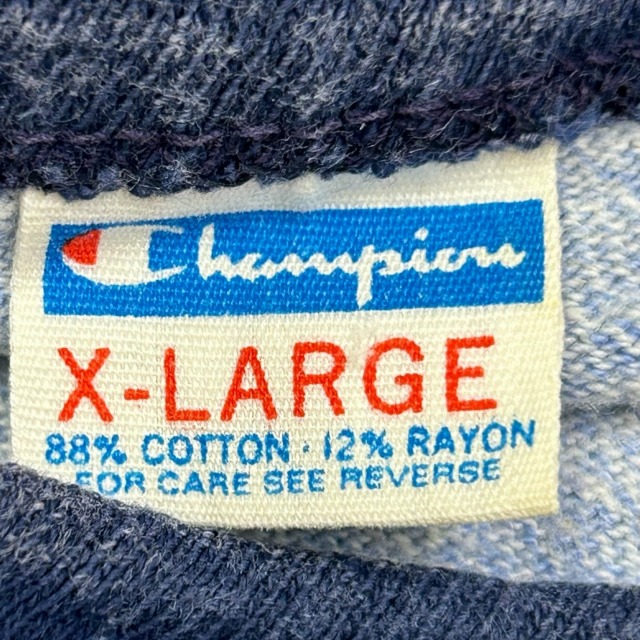 Champion
X-LARGE
88% COTTON · 12% RAYON
FOR CARE SEE REVERSE